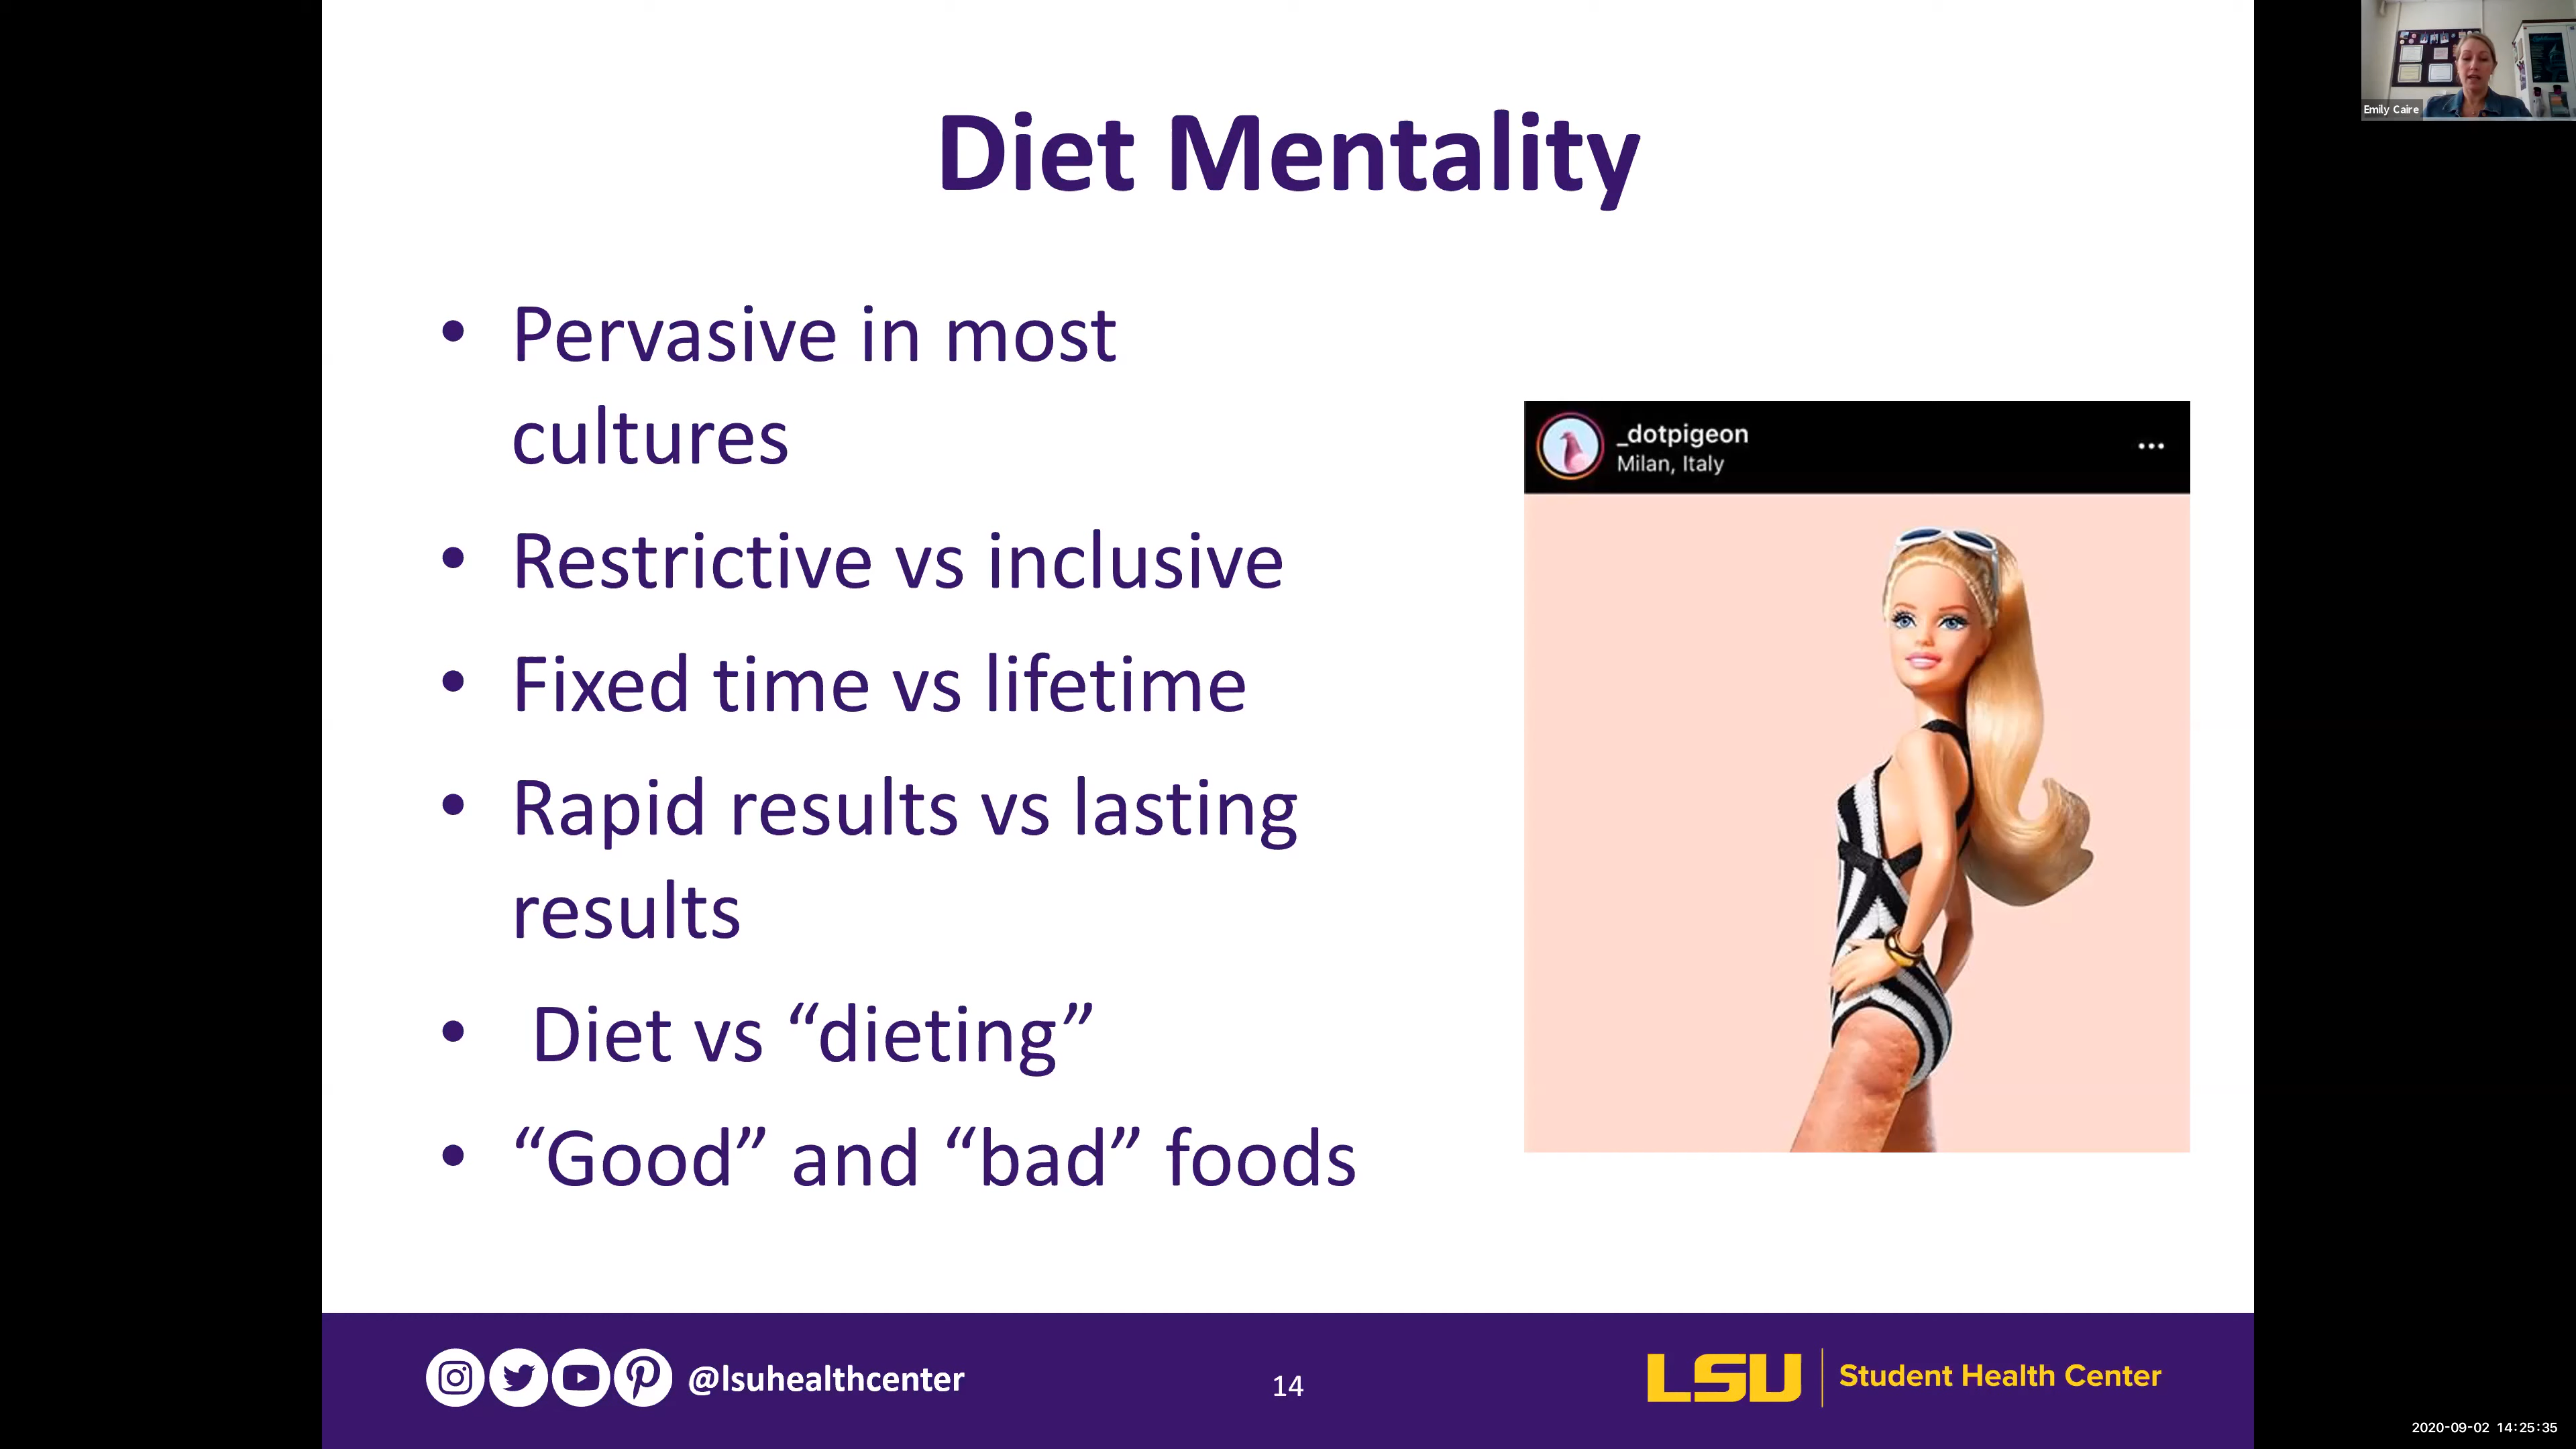 Diet Mentality
• Pervasive in most
cultures
• Restrictive vs inclusive
• Fixed time vs lifetime
• Rapid results vs lasting
results
• Diet vs “dieting”
• “Good” and “bad” foods
_dotpigeon
Milan, Italy
@lsuhealthcenter
14
LSU
Student Health Center
Emily Caire
2020-09-02 14:25:35